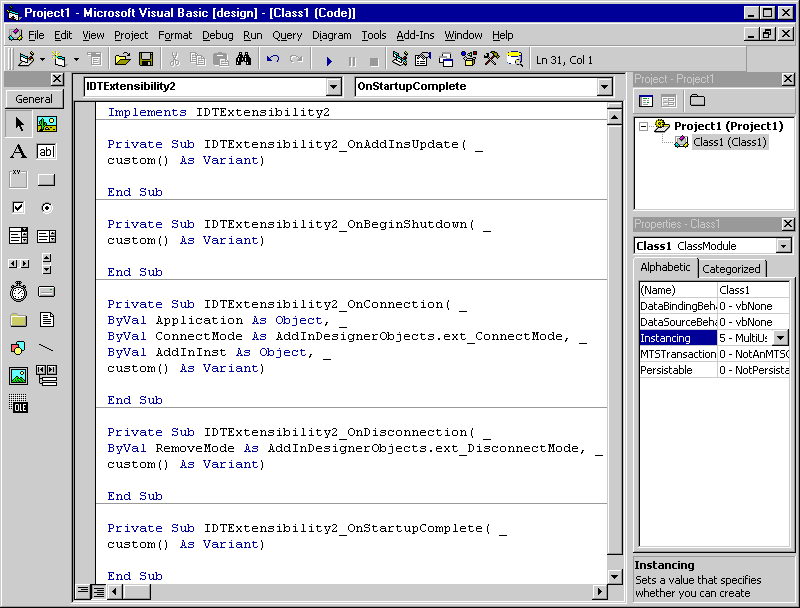 Project1 - Microsoft Visual Basic [design] - [Class1 (Code)]
File Edit View Project Format Debug Run Query Diagram Tools Add-Ins Window Help
Ln 31, Col 1
General
A
ab|
XY
OLE
IDTExtensibility2
OnStartupComplete
Implements IDTExtensibility2
Private Sub IDTExtensibility2_OnAddInsUpdate( _
custom() As Variant)
End Sub
Private Sub IDTExtensibility2_OnBeginShutdown( _
custom() As Variant)
End Sub
Private Sub IDTExtensibility2_OnConnection( _
ByVal Application As Object, _
ByVal ConnectMode As AddInDesignerObjects.ext_ConnectMode, _
ByVal AddInInst As Object, _
custom() As Variant)
End Sub
Private Sub IDTExtensibility2_OnDisconnection( _
ByVal RemoveMode As AddInDesignerObjects.ext_DisconnectMode, _
custom() As Variant)
End Sub
Private Sub IDTExtensibility2_OnStartupComplete( _
custom() As Variant)
End Sub
Project - Project1
Project1 (Project1)
Class1 (Class1)
Properties - Class1
Class1 ClassModule
Alphabetic Categorized
(Name) Class1
DataBindingBeha 0 - vbNone
DataSourceBeha 0 - vbNone
Instancing 5 - MultiUs
MTSTransaction 0 - NotAnMTSO
Persistable 0 - NotPersista
Instancing
Sets a value that specifies
whether you can create